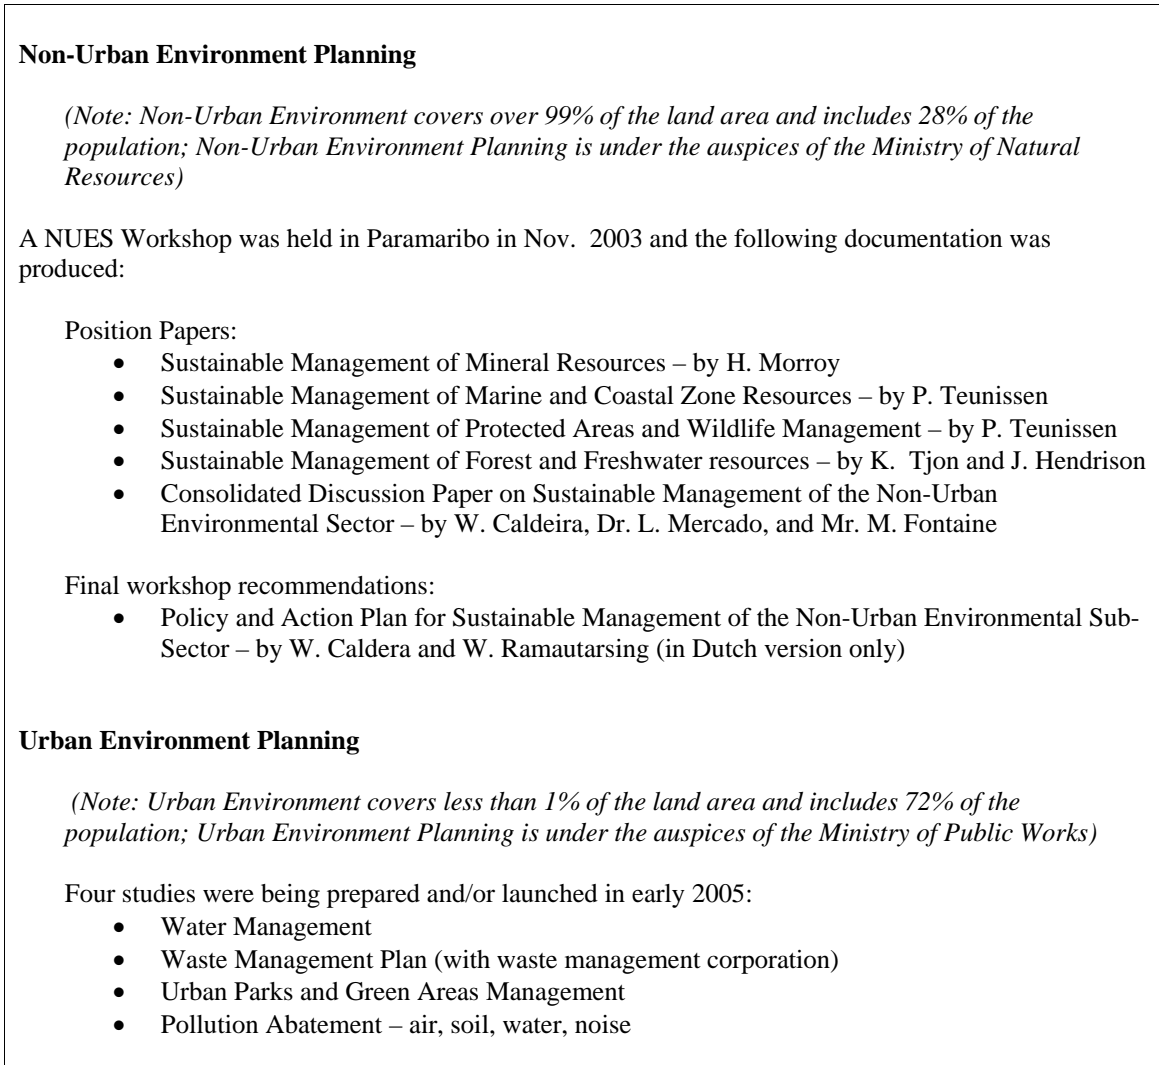 Non-Urban Environment Planning
(Note: Non-Urban Environment covers over 99% of the land area and includes 28% of the
population; Non-Urban Environment Planning is under the auspices of the Ministry of Natural
Resources)
A NUES Workshop was held in Paramaribo in Nov.  2003 and the following documentation was
produced:
Position Papers:
• Sustainable Management of Mineral Resources – by H. Morroy
• Sustainable Management of Marine and Coastal Zone Resources – by P. Teunissen
• Sustainable Management of Protected Areas and Wildlife Management – by P. Teunissen
• Sustainable Management of Forest and Freshwater resources – by K.  Tjon and J. Hendrison
• Consolidated Discussion Paper on Sustainable Management of the Non-Urban
Environmental Sector – by W. Caldeira, Dr. L. Mercado, and Mr. M. Fontaine
Final workshop recommendations:
• Policy and Action Plan for Sustainable Management of the Non-Urban Environmental Sub-
Sector – by W. Caldera and W. Ramautarsing (in Dutch version only)
Urban Environment Planning
(Note: Urban Environment covers less than 1% of the land area and includes 72% of the
population; Urban Environment Planning is under the auspices of the Ministry of Public Works)
Four studies were being prepared and/or launched in early 2005:
• Water Management
• Waste Management Plan (with waste management corporation)
• Urban Parks and Green Areas Management
• Pollution Abatement – air, soil, water, noise